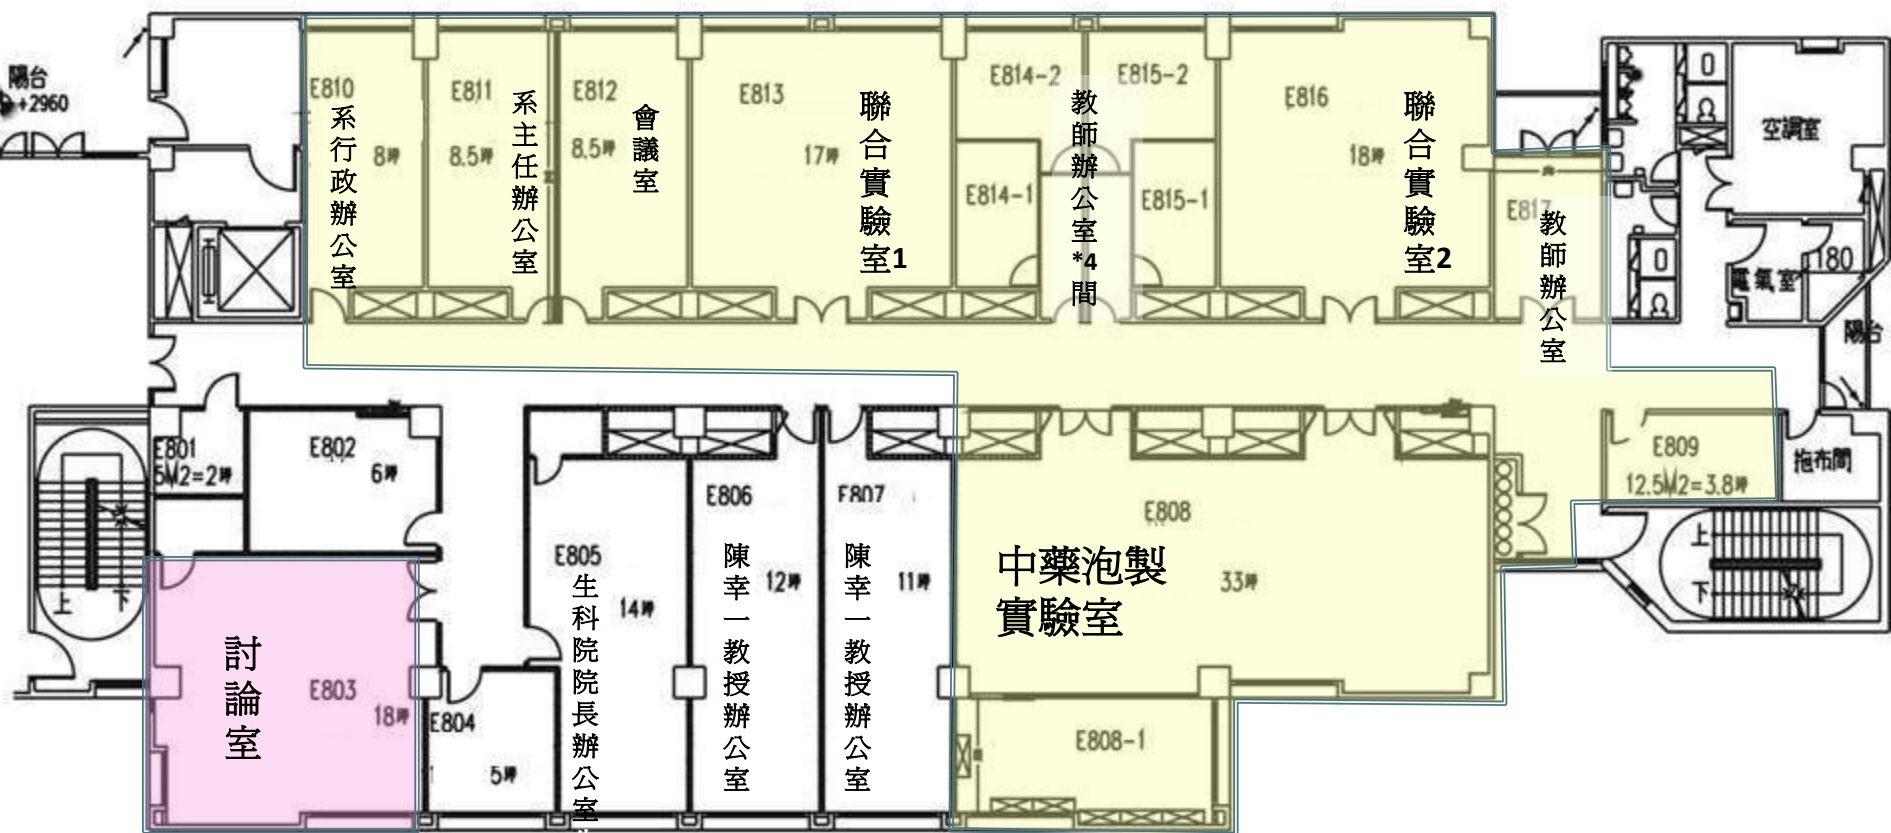 陽台
+2960
E810
系行政辦公室
8坪
E811
8.5坪
系主任辦公室
E812
8.5坪
會議室
E813
17坪
聯合實驗室1
E814-2
E814-1
教師辦公室*4間
E815-2
E815-1
E816
18坪
聯合實驗室2
E817
教師辦公室
空調室
電氣室
180
陽台
E801
5M2=2坪
E802
6坪
上
下
E803
18坪
討論室
E804
5坪
E805
14坪
生科院院長辦公室
E806
12坪
陳幸一教授辦公室
E807
11坪
陳幸一教授辦公室
E808
33坪
中藥泡製
實驗室
E808-1
E809
12.5M2=3.8坪
拖布間
上
下